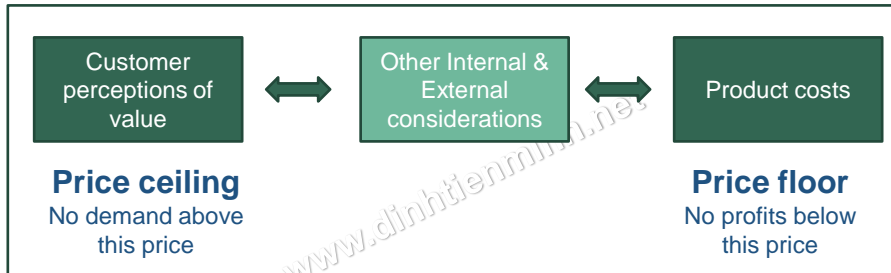 Customer
perceptions of
value
Other Internal &
External
considerations
Product costs
Price ceiling
No demand above
this price
Price floor
No profits below
this price
www.dinhtienminh.net